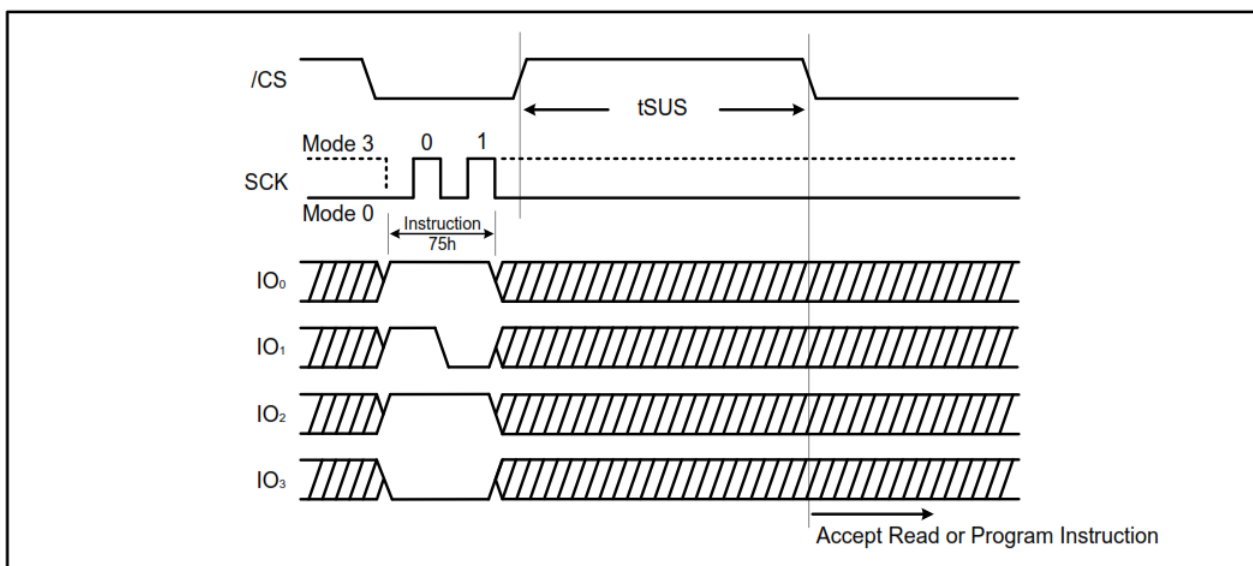 /CS
tSUS
Mode 3
0
1
SCK
Mode 0
Instruction
75h
IO₀
IO₁
IO₂
IO₃
Accept Read or Program Instruction